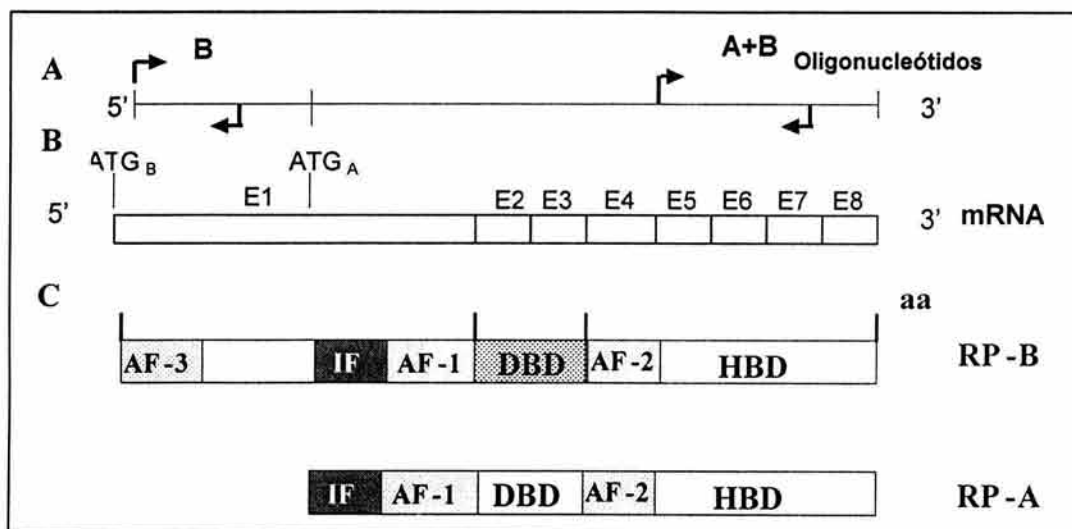 B
A+B
Oligonucleótidos
A
5'
3'
B
ATG B
ATG A
E1
E2 E3 E4 E5 E6 E7 E8
5'
3'
mRNA
C
aa
AF-3 IF AF-1 DBD AF-2 HBD
RP-B
IF AF-1 DBD AF-2 HBD
RP-A